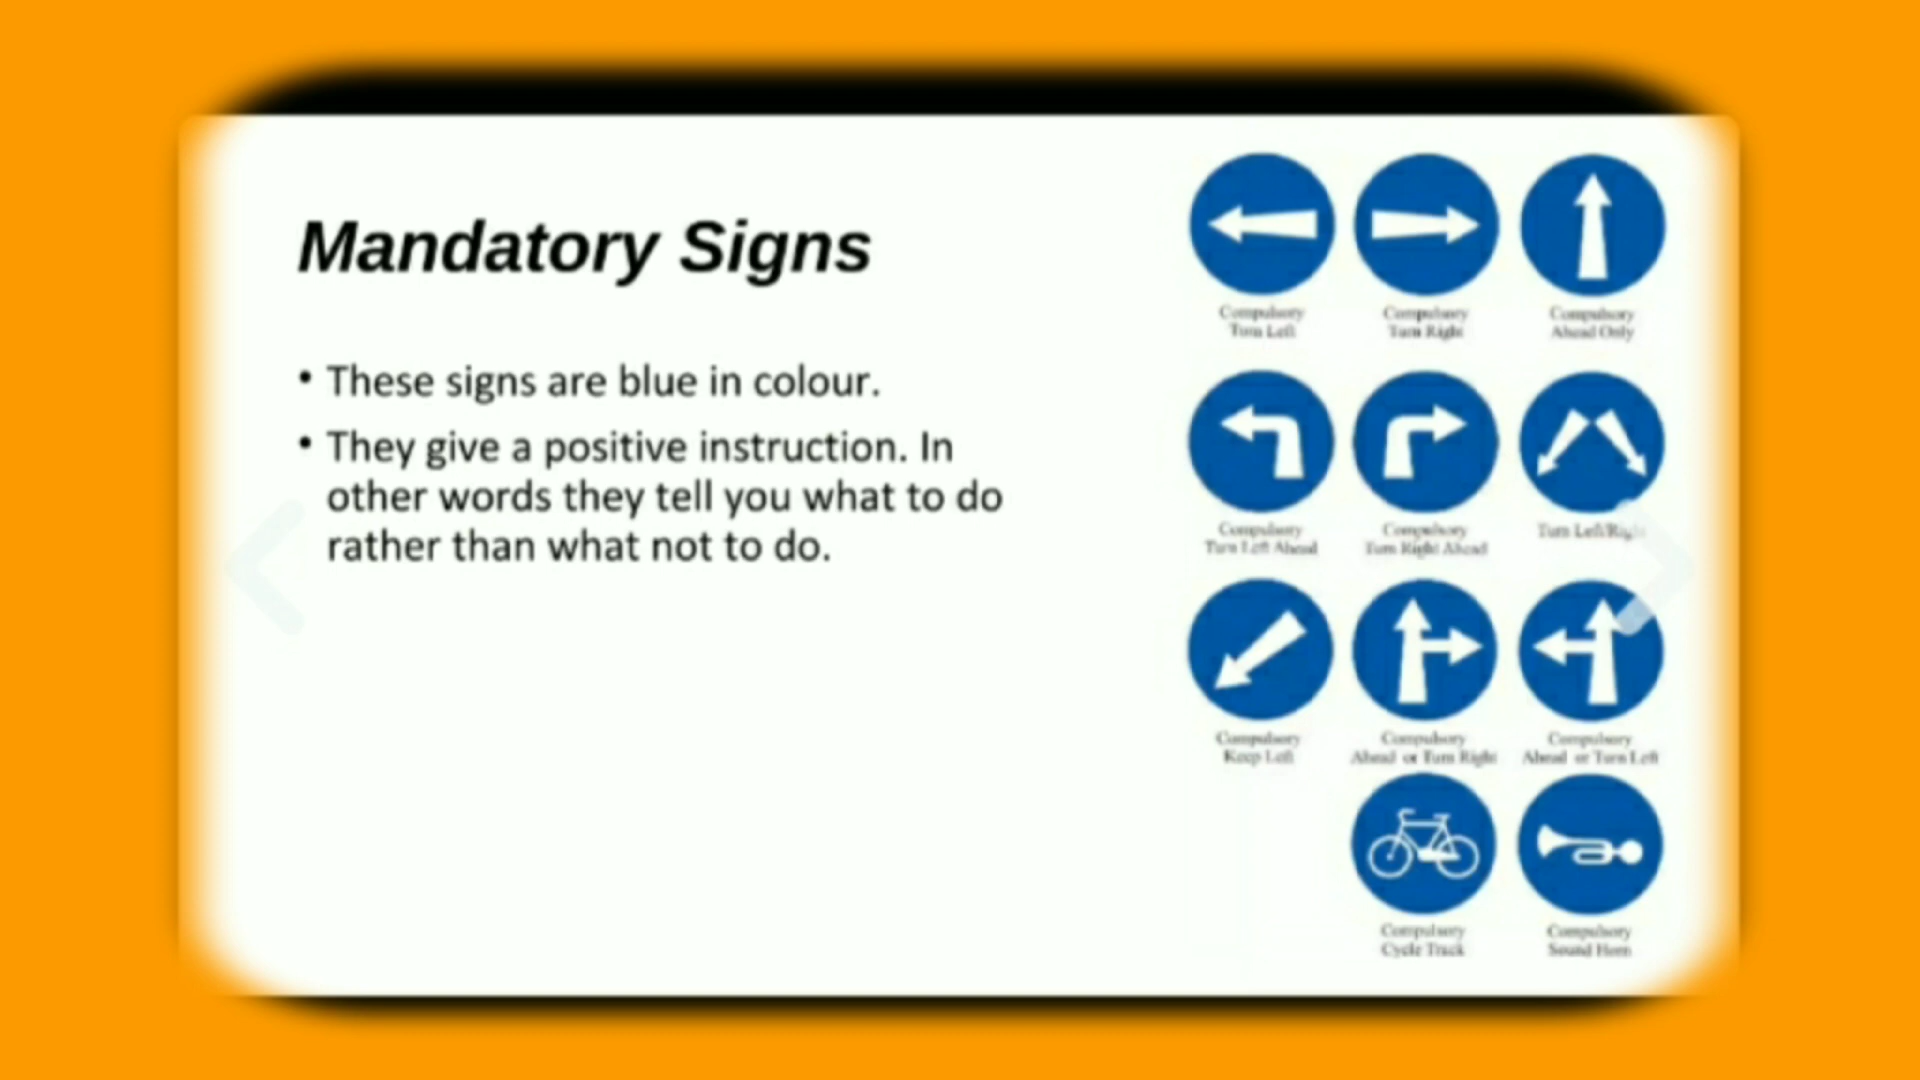 Mandatory Signs
• These signs are blue in colour.
• They give a positive instruction. In
other words they tell you what to do
rather than what not to do.
Compulsory
Turn Left
Compulsory
Turn Right
Compulsory
Ahead Only
Compulsory
Turn Left Ahead
Compulsory
Turn Right Ahead
Turn Left/Right
Compulsory
Keep Left
Compulsory
Ahead or Turn Right
Compulsory
Ahead or Turn Left
Compulsory
Cycle Track
Compulsory
Sound Horn